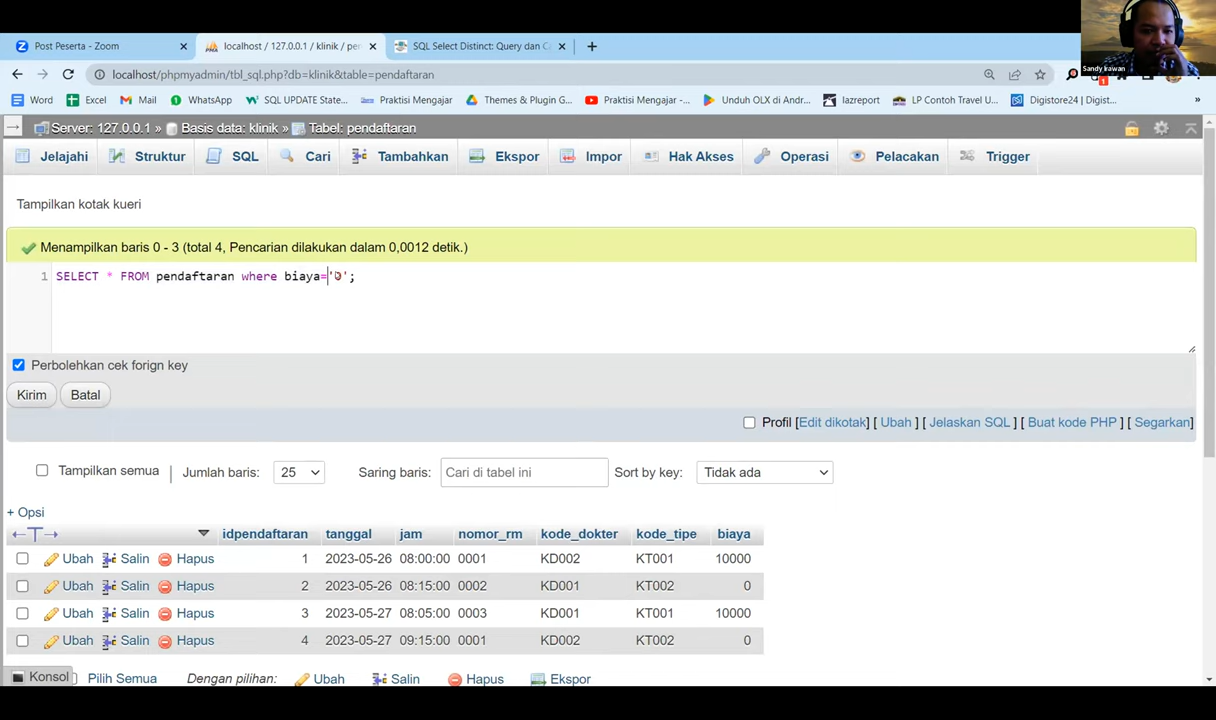 Post Peserta - Zoom
localhost / 127.0.0.1 / klinik / per
SQL Select Distinct: Query dan C
localhost/phpmyadmin/tbl_sql.php?db=klinik&table=pendaftaran
Sandy Irawan
Word
Excel
Mail
WhatsApp
SQL UPDATE State...
Praktisi Mengajar
Themes & Plugin G...
Praktisi Mengajar -...
Unduh OLX di Andr...
lazreport
LP Contoh Travel U...
Digistore24 | Digist...
Server: 127.0.0.1 » Basis data: klinik » Tabel: pendaftaran
Jelajahi Struktur SQL Cari Tambahkan Ekspor Impor Hak Akses Operasi Pelacakan Trigger
Tampilkan kotak kueri
Menampilkan baris 0 - 3 (total 4, Pencarian dilakukan dalam 0,0012 detik.)
1 SELECT * FROM pendaftaran where biaya='0';
Perbolehkan cek forign key
Kirim Batal
Profil [Edit dikotak] [ Ubah ] [ Jelaskan SQL ] [ Buat kode PHP ] [ Segarkan]
Tampilkan semua | Jumlah baris: 25 Saring baris: Cari di tabel ini Sort by key: Tidak ada
+ Opsi
←T→ idpendaftaran tanggal jam nomor_rm kode_dokter kode_tipe biaya
Ubah Salin Hapus 1 2023-05-26 08:00:00 0001 KD002 KT001 10000
Ubah Salin Hapus 2 2023-05-26 08:15:00 0002 KD001 KT002 0
Ubah Salin Hapus 3 2023-05-27 08:05:00 0003 KD001 KT001 10000
Ubah Salin Hapus 4 2023-05-27 09:15:00 0001 KD002 KT002 0
Konsol Pilih Semua Dengan pilihan: Ubah Salin Hapus Ekspor